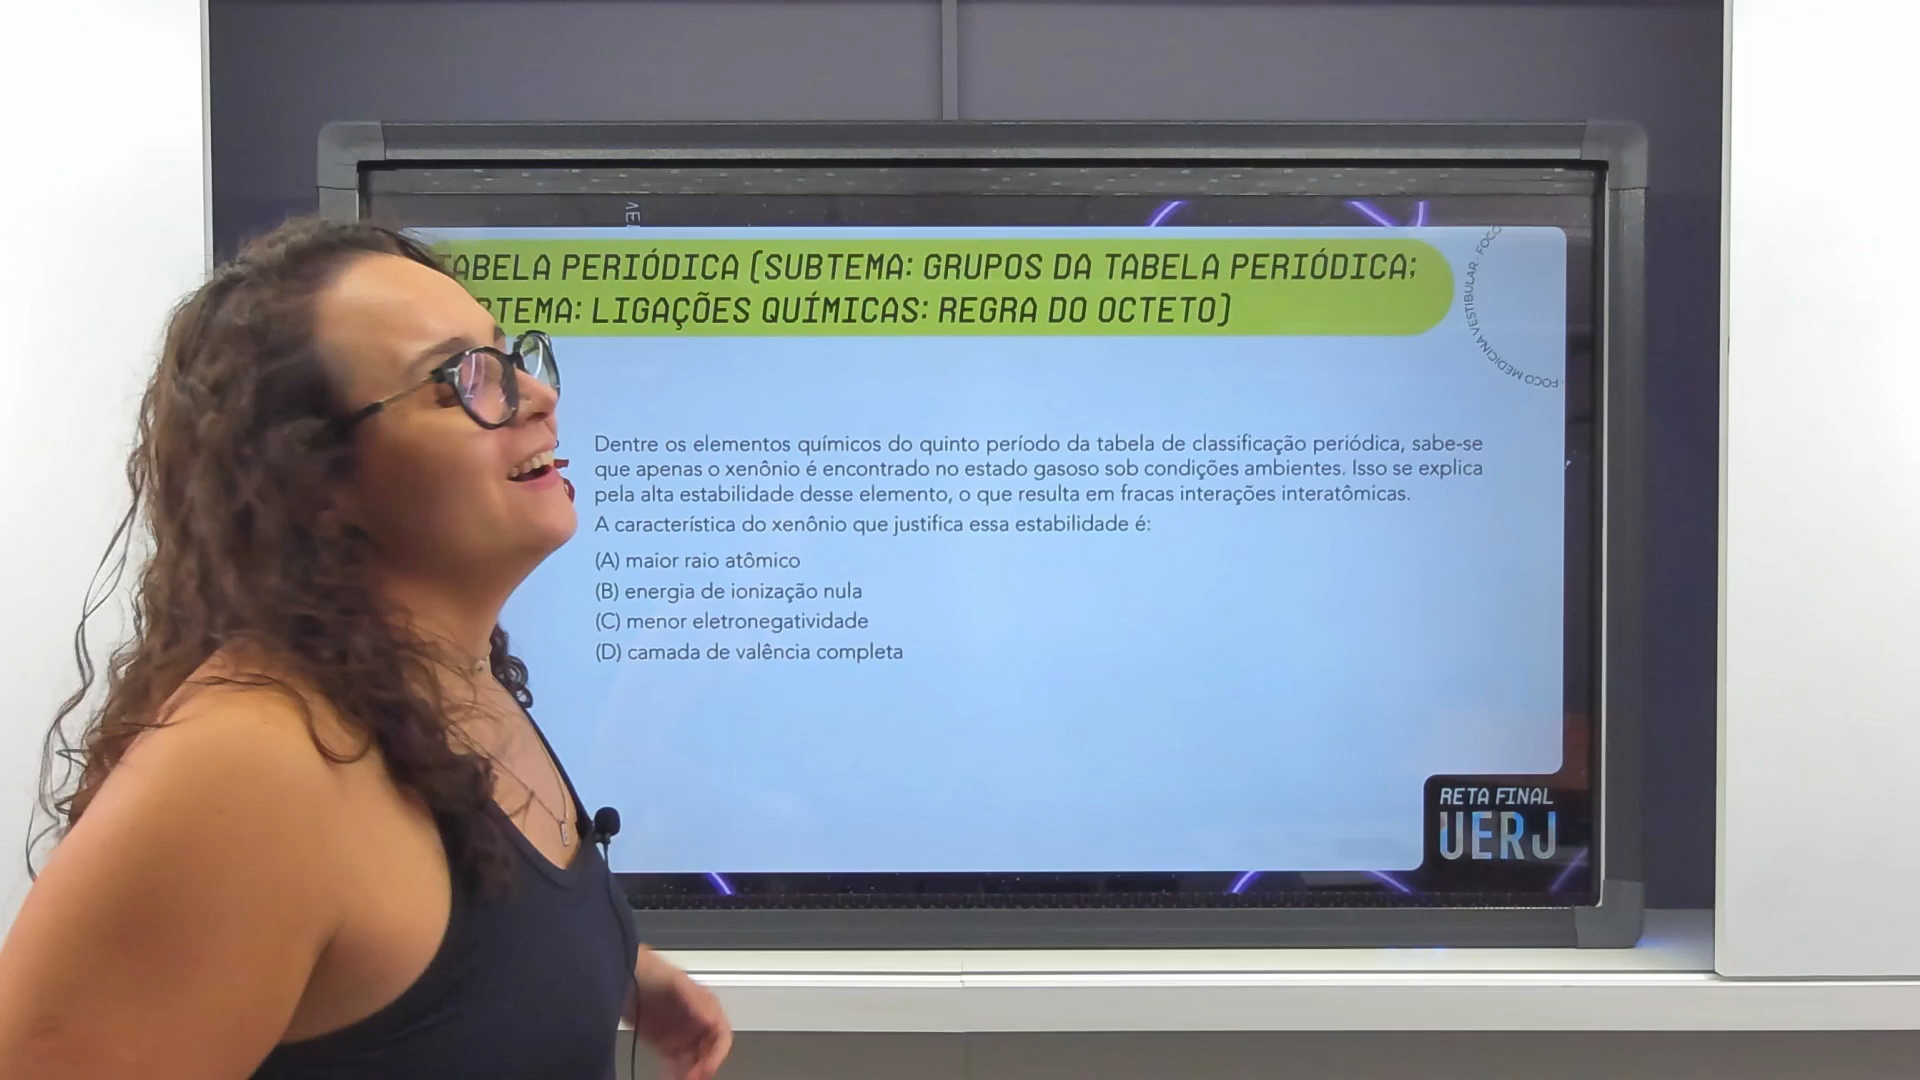 TABELA PERIÓDICA (SUBTEMA: GRUPOS DA TABELA PERIÓDICA;
TEMA: LIGAÇÕES QUÍMICAS: REGRA DO OCTETO)
FOCO MEDICINA VESTIBULAR · FOCO
Dentre os elementos químicos do quinto período da tabela de classificação periódica, sabe-se
que apenas o xenônio é encontrado no estado gasoso sob condições ambientes. Isso se explica
pela alta estabilidade desse elemento, o que resulta em fracas interações interatômicas.
A característica do xenônio que justifica essa estabilidade é:
(A) maior raio atômico
(B) energia de ionização nula
(C) menor eletronegatividade
(D) camada de valência completa
RETA FINAL
UERJ